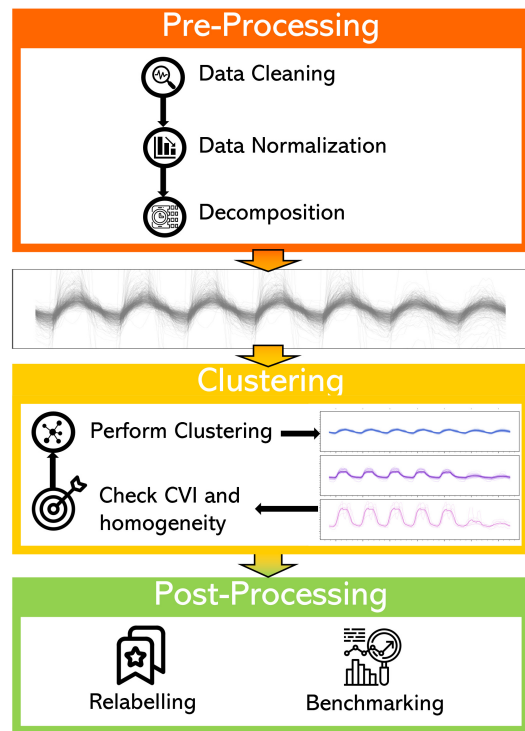 Pre-Processing
Data Cleaning
Data Normalization
Decomposition
Clustering
Perform Clustering
Check CVI and
homogeneity
Post-Processing
Relabelling
Benchmarking